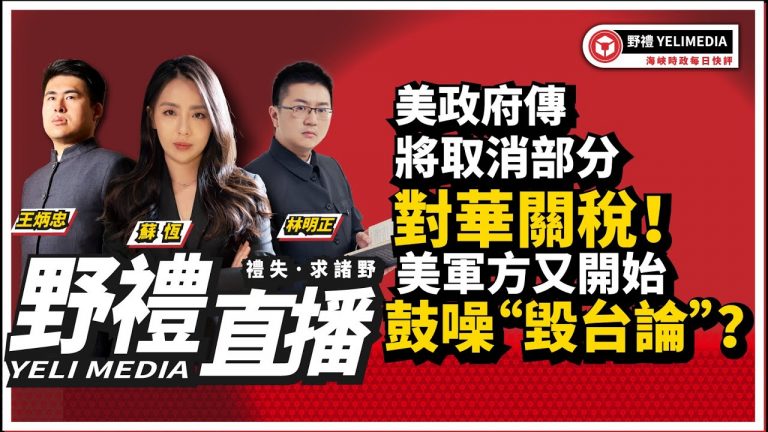 野禮 YELIMEDIA
海峽時政每日快評
美政府傳
將取消部分
對華關稅！
美軍方又開始
鼓噪“毀台論”？
王炳忠
蘇恆
林明正
禮失·求諸野
野禮直播
YELI MEDIA